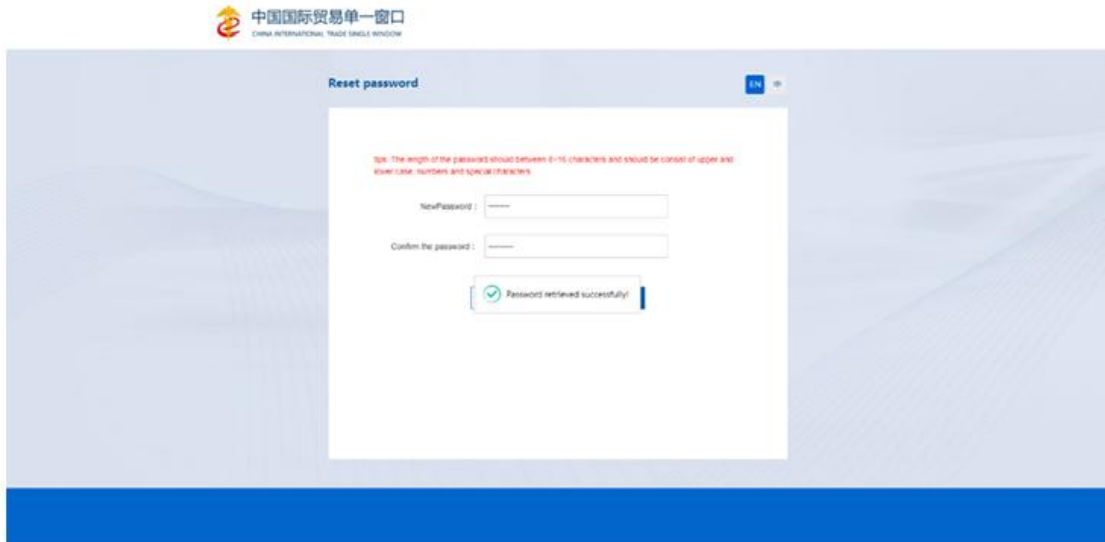 中国国际贸易单一窗口
CHINA INTERNATIONAL TRADE SINGLE WINDOW
Reset password
EN 中
tips: The length of the password should between 8~16 characters and should be consist of upper and
lower case, numbers and special characters
NewPassword :
Confirm the password :
Password retrieved successfully!